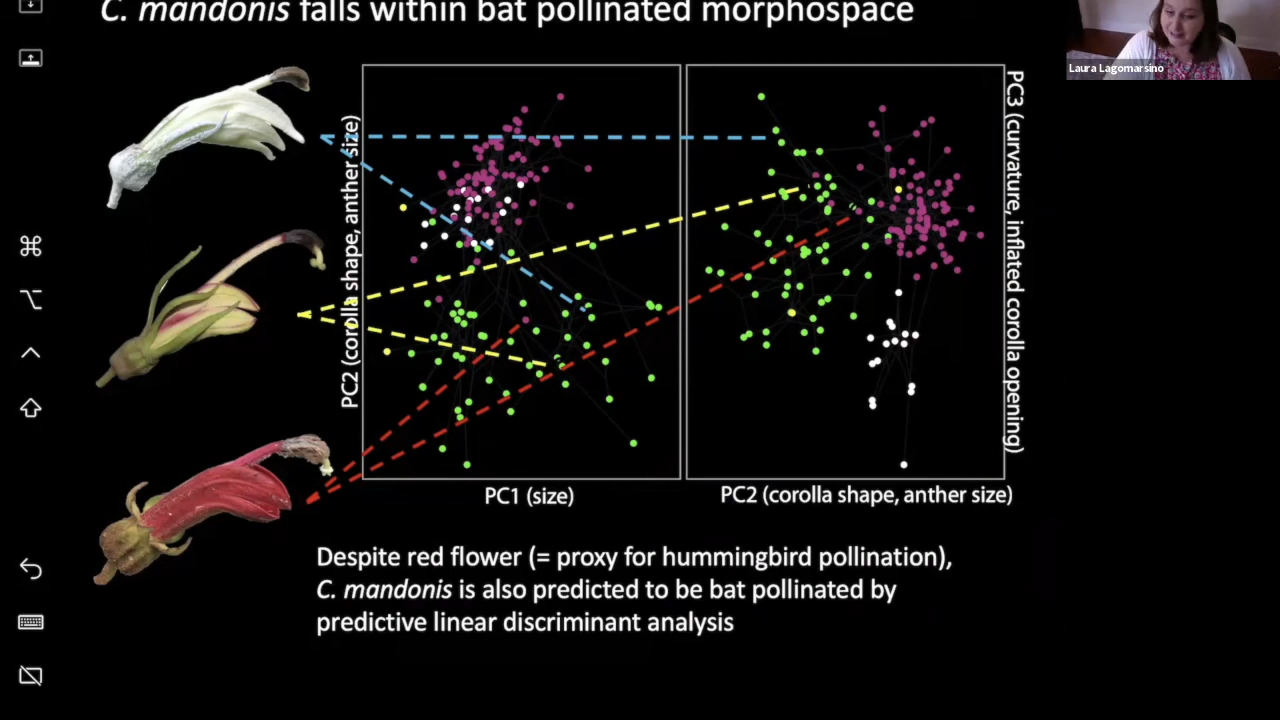 C. mandonis falls within bat pollinated morphospace
Laura Lagomarsino
PC2 (corolla shape, anther size)
PC3 (curvature, inflated corolla opening)
PC1 (size)
PC2 (corolla shape, anther size)
Despite red flower (= proxy for hummingbird pollination),
C. mandonis is also predicted to be bat pollinated by
predictive linear discriminant analysis